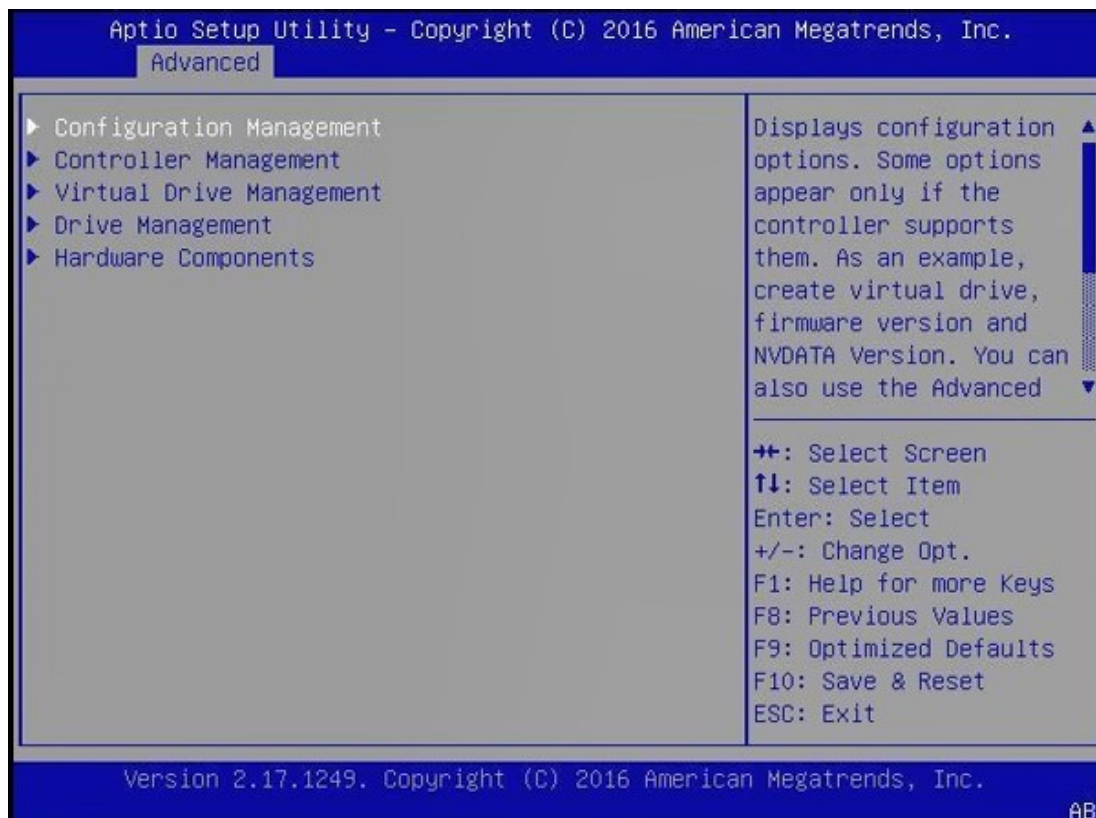 Aptio Setup Utility – Copyright (C) 2016 American Megatrends, Inc.
Advanced
Configuration Management
Controller Management
Virtual Drive Management
Drive Management
Hardware Components
Displays configuration
options. Some options
appear only if the
controller supports
them. As an example,
create virtual drive,
firmware version and
NVDATA Version. You can
also use the Advanced
→←: Select Screen
↑↓: Select Item
Enter: Select
+/-: Change Opt.
F1: Help for more Keys
F8: Previous Values
F9: Optimized Defaults
F10: Save & Reset
ESC: Exit
Version 2.17.1249. Copyright (C) 2016 American Megatrends, Inc.
AB